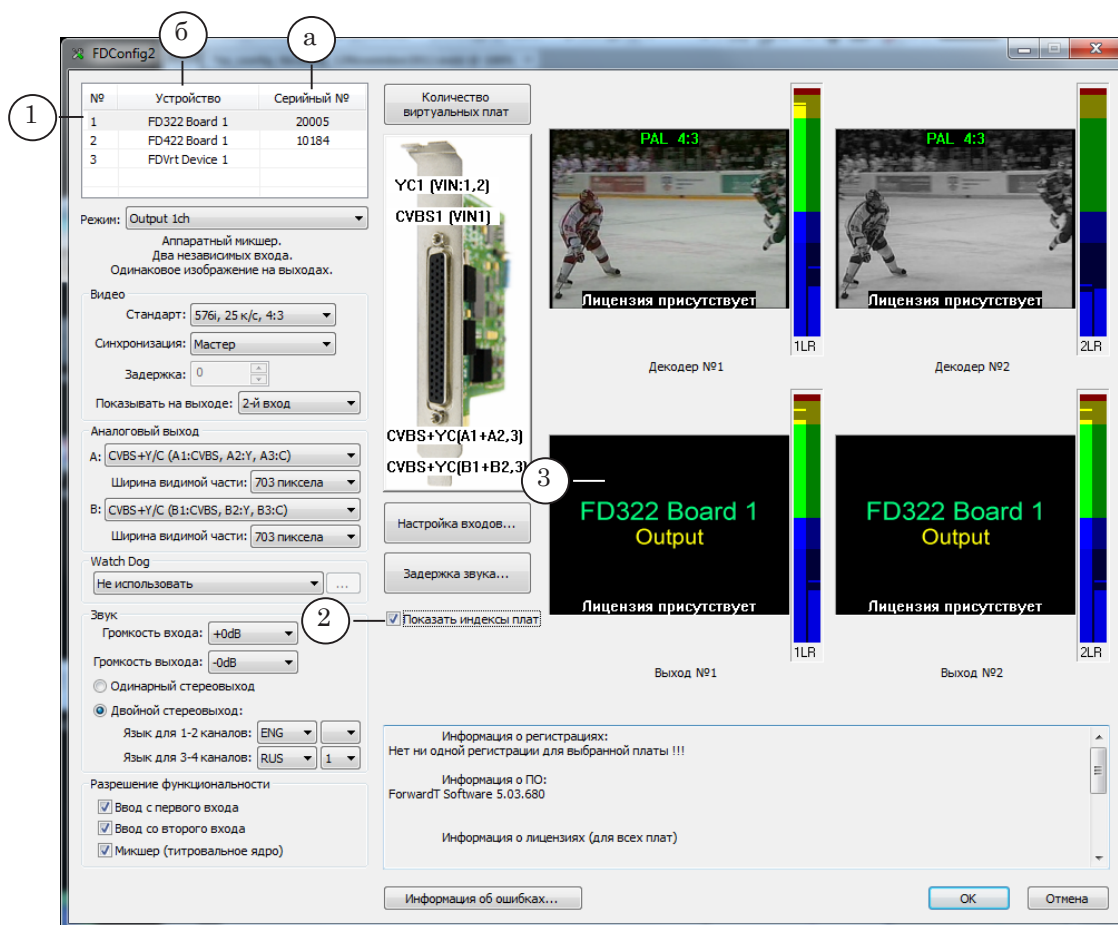 б
а
FDConfig2
1
№ Устройство Серийный №
1 FD322 Board 1 20005
2 FD422 Board 1 10184
3 FDVrt Device 1
Режим: Output 1ch
Аппаратный микшер.
Два независимых входа.
Одинаковое изображение на выходах.
Видео
Стандарт: 576i, 25 к/с, 4:3
Синхронизация: Мастер
Задержка: 0
Показывать на выходе: 2-й вход
Аналоговый выход
A: CVBS+Y/C (A1:CVBS, A2:Y, A3:C)
Ширина видимой части: 703 пиксела
B: CVBS+Y/C (B1:CVBS, B2:Y, B3:C)
Ширина видимой части: 703 пиксела
Watch Dog
Не использовать ...
Звук
Громкость входа: +0dB
Громкость выхода: -0dB
Одинарный стереовыход
Двойной стереовыход:
Язык для 1-2 каналов: ENG
Язык для 3-4 каналов: RUS 1
Разрешение функциональности
Ввод с первого входа
Ввод со второго входа
Микшер (титровальное ядро)
Количество
виртуальных плат
YC1 (VIN:1,2)
CVBS1 (VIN1)
CVBS+YC(A1+A2,3)
CVBS+YC(B1+B2,3)
Настройка входов...
Задержка звука...
2
Показать индексы плат
PAL 4:3
Лицензия присутствует
1LR
Декодер №1
PAL 4:3
Лицензия присутствует
2LR
Декодер №2
3
FD322 Board 1
Output
Лицензия присутствует
1LR
Выход №1
FD322 Board 1
Output
Лицензия присутствует
2LR
Выход №2
Информация о регистрациях:
Нет ни одной регистрации для выбранной платы !!!
Информация о ПО:
ForwardT Software 5.03.680
Информация о лицензиях (для всех плат)
Информация об ошибках...
OK
Отмена